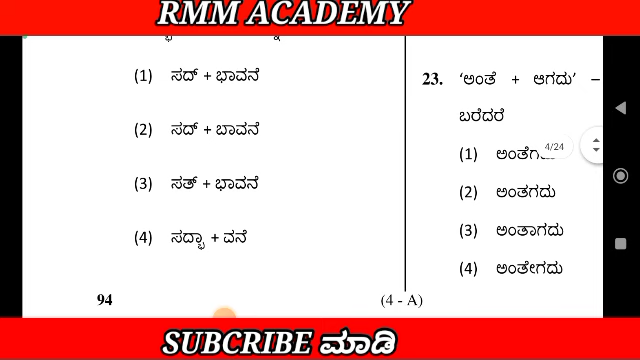 RMM ACADEMY
(1) ಸದ್ + ಭಾವನೆ
(2) ಸದ್ + ಬಾವನೆ
(3) ಸತ್ + ಭಾವನೆ
(4) ಸದ್ಭಾ + ವನೆ
94
23. ‘ಅಂತೆ + ಆಗದು’ –
ಬರೆದರೆ
(1)
4/24
(2) ಅಂತಗದು
(3) ಅಂತಾಗದು
(4) ಅಂತೇಗದು
(4 - A)
SUBCRIBE ಮಾಡಿ